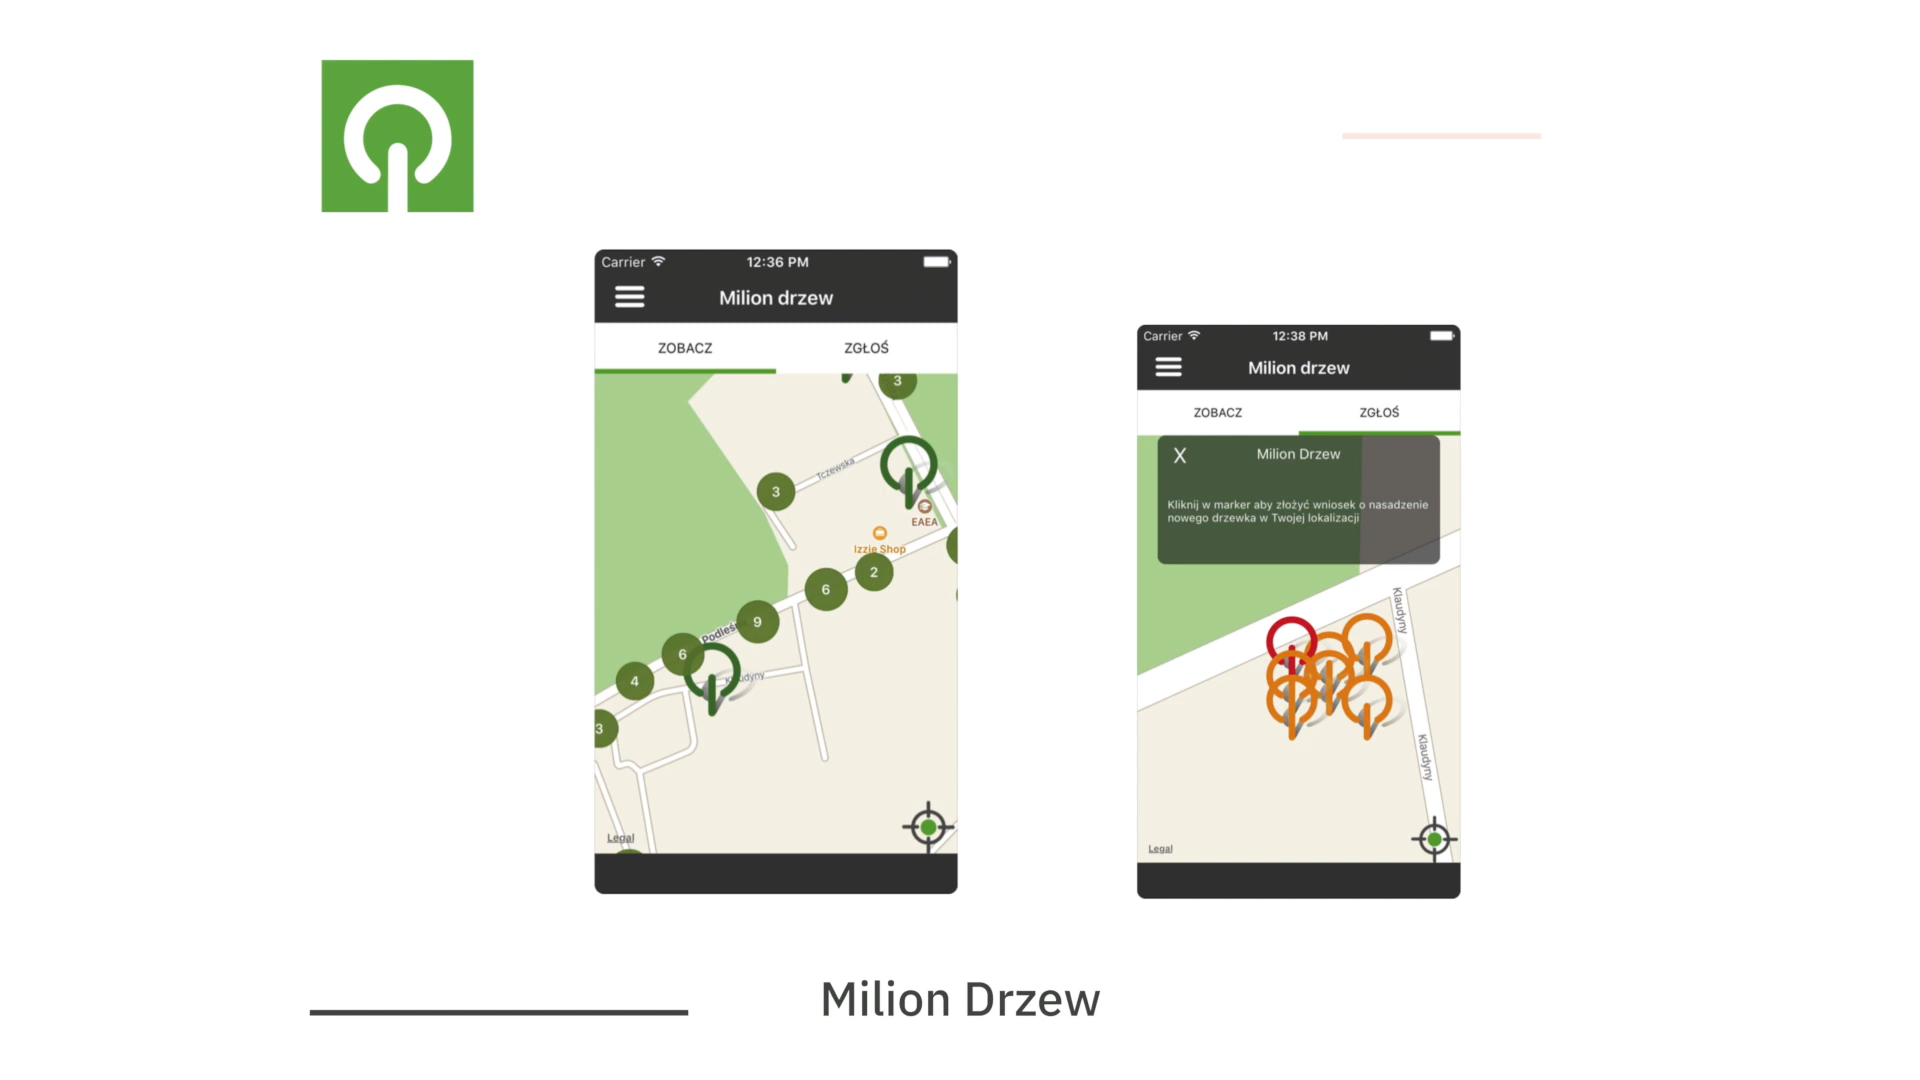 Carrier 12:36 PM
Milion drzew
ZOBACZ ZGŁOŚ
3
Tczewska
3
EAEA
Izzie Shop
2
6
9
Podleś
6
4
3
Legal
Carrier 12:38 PM
Milion drzew
ZOBACZ ZGŁOŚ
X Milion Drzew
Kliknij w marker aby złożyć wniosek o nasadzenie
nowego drzewka w Twojej lokalizacji
Klaudyny
Klaudyny
Legal
Milion Drzew